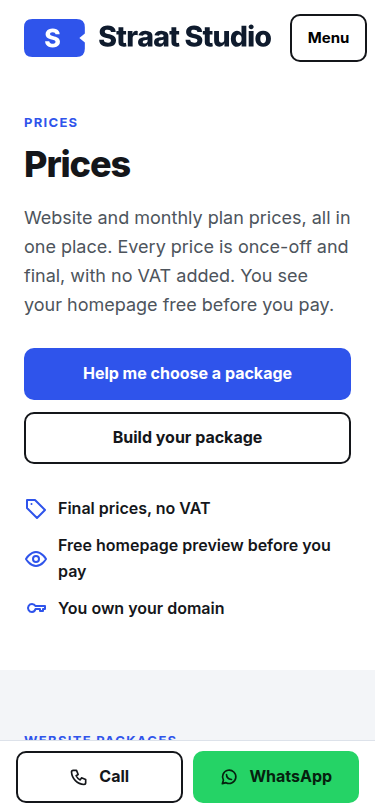 S Straat Studio
Menu
PRICES
Prices
Website and monthly plan prices, all in
one place. Every price is once-off and
final, with no VAT added. You see
your homepage free before you pay.
Help me choose a package
Build your package
Final prices, no VAT
Free homepage preview before you
pay
You own your domain
WEBSITE PACKAGES
Call
WhatsApp